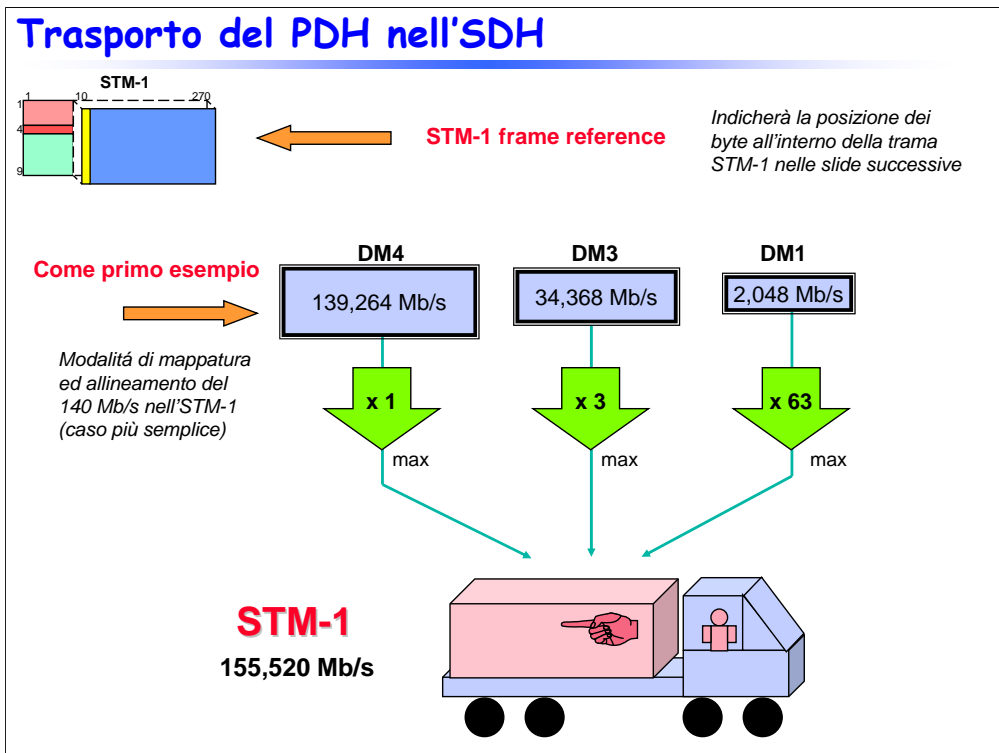 Trasporto del PDH nell'SDH
STM-1
1 10 270
1
4
9
STM-1 frame reference
Indicherà la posizione dei
byte all'interno della trama
STM-1 nelle slide successive
Come primo esempio
Modalitá di mappatura
ed allineamento del
140 Mb/s nell'STM-1
(caso più semplice)
DM4 DM3 DM1
139,264 Mb/s 34,368 Mb/s 2,048 Mb/s
x 1 x 3 x 63
max max max
STM-1
155,520 Mb/s